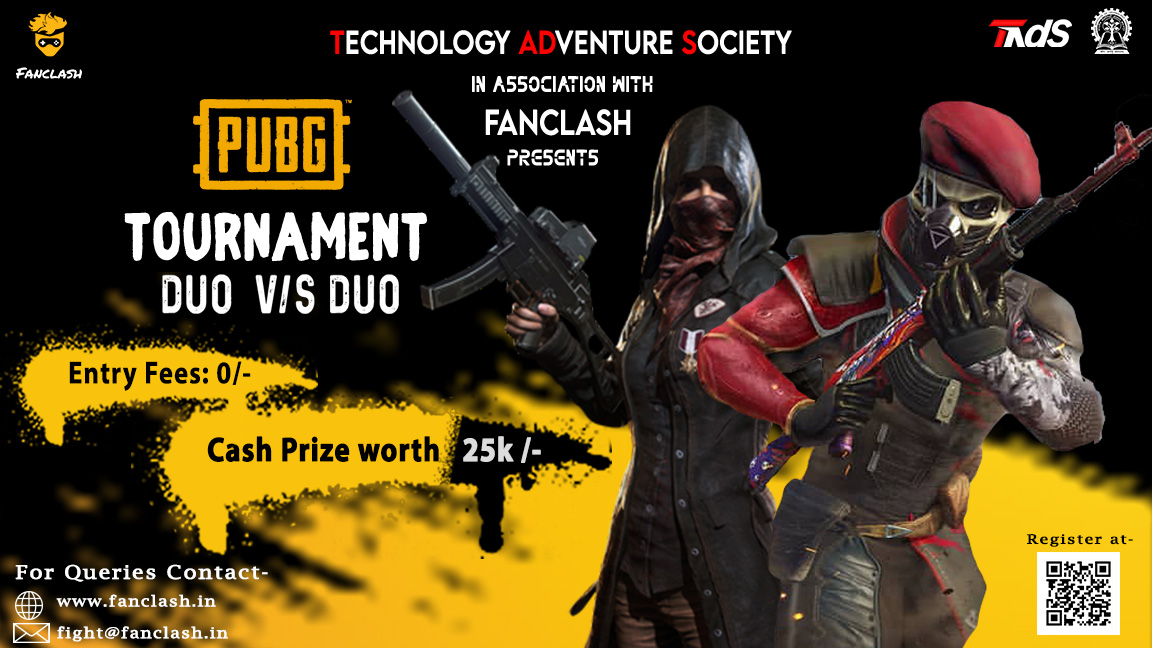 FANCLASH
TECHNOLOGY ADVENTURE SOCIETY
TAdS
IN ASSOCIATION WITH
FANCLASH
PRESENTS
PUBG™
TOURNAMENT
DUO V/S DUO
Entry Fees: 0/-
Cash Prize worth 25k /-
For Queries Contact-
www.fanclash.in
fight@fanclash.in
Register at-